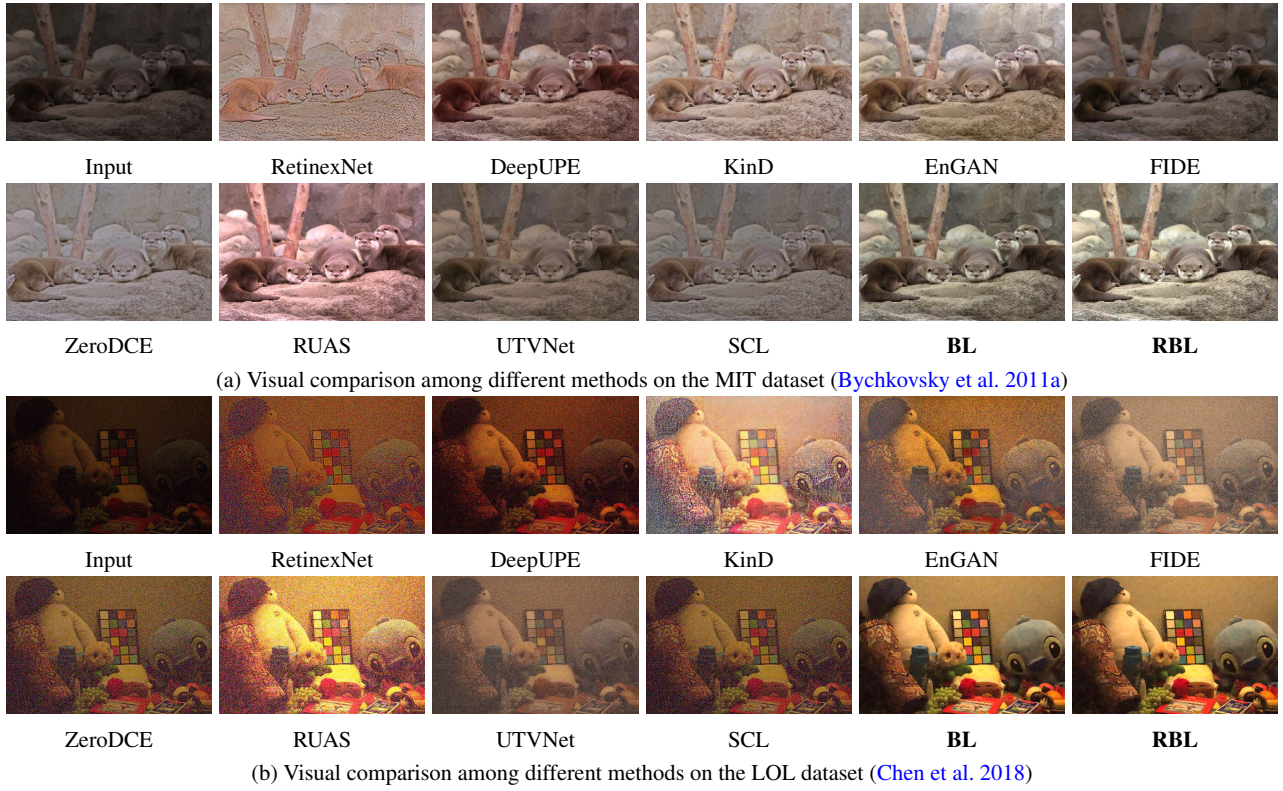 Input RetinexNet DeepUPE KinD EnGAN FIDE
ZeroDCE RUAS UTVNet SCL BL RBL
(a) Visual comparison among different methods on the MIT dataset (Bychkovsky et al. 2011a)
Input RetinexNet DeepUPE KinD EnGAN FIDE
ZeroDCE RUAS UTVNet SCL BL RBL
(b) Visual comparison among different methods on the LOL dataset (Chen et al. 2018)